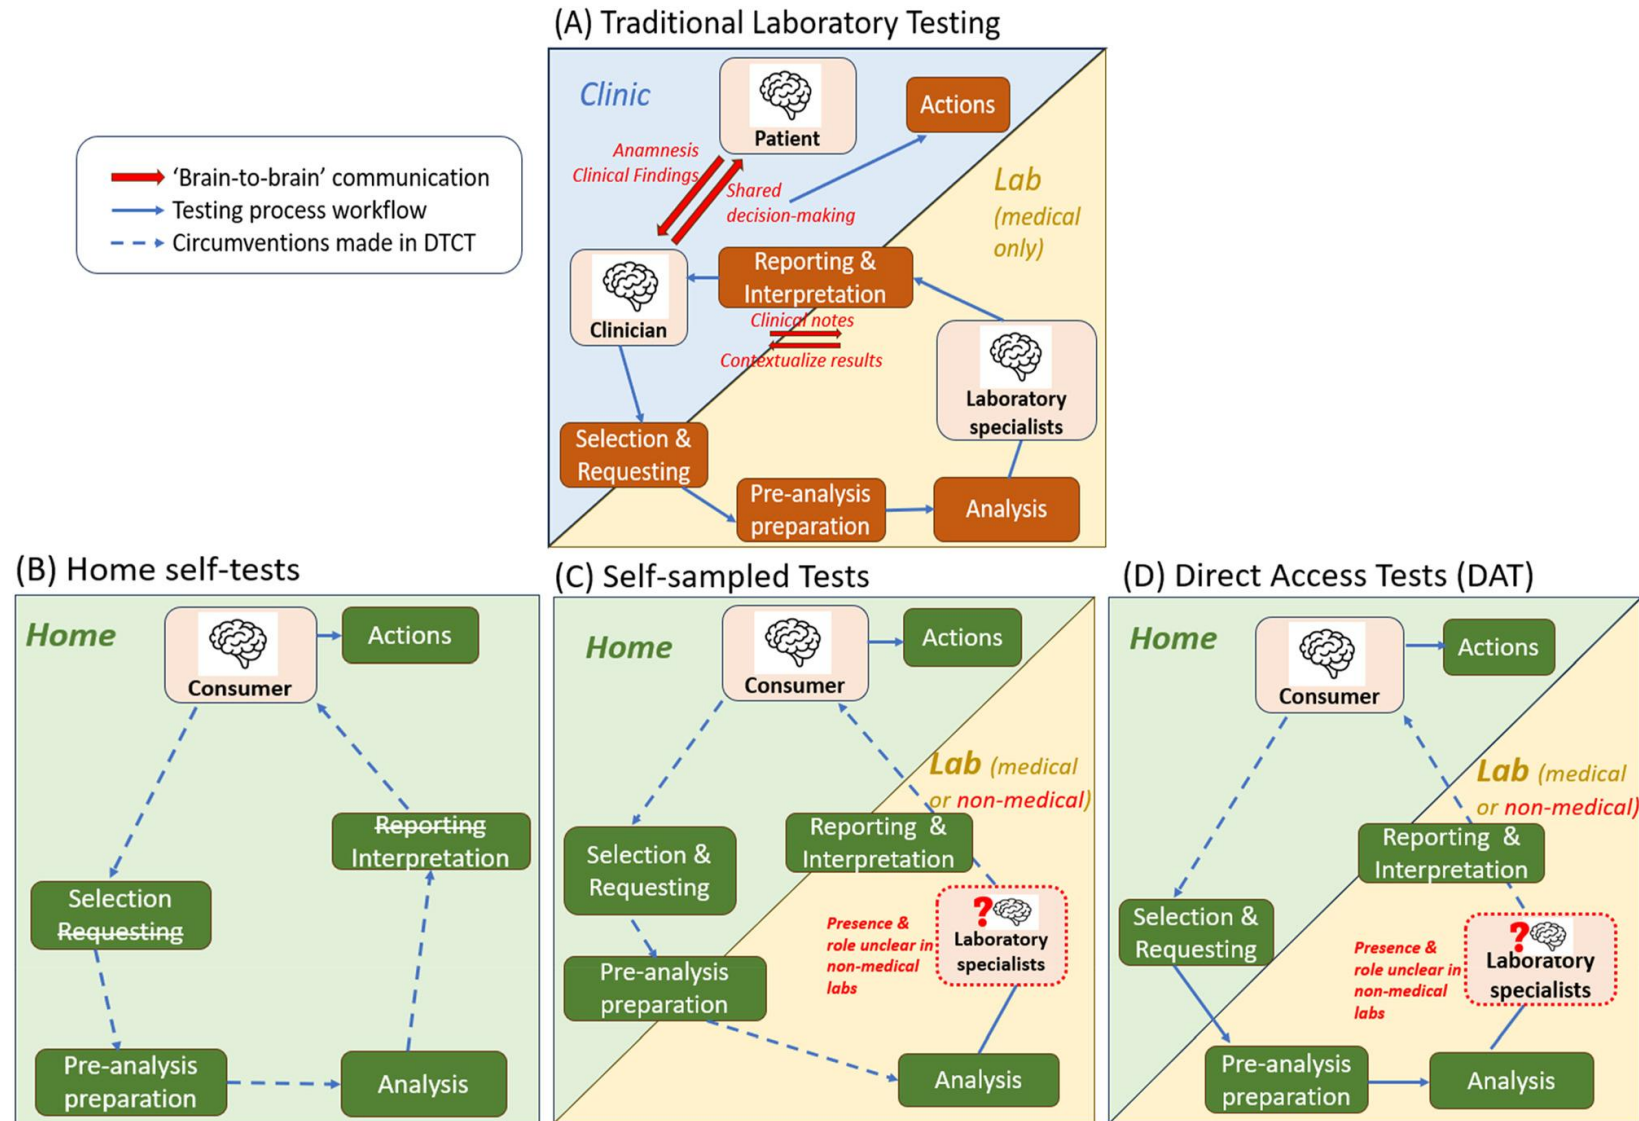 (A) Traditional Laboratory Testing
Clinic
Patient
Actions
Anamnesis
Clinical Findings
Shared
decision-making
Lab
(medical
only)
Reporting &
Interpretation
Clinician
Clinical notes
Contextualize results
Laboratory
specialists
Selection &
Requesting
Pre-analysis
preparation
Analysis
'Brain-to-brain' communication
Testing process workflow
Circumventions made in DTCT
(B) Home self-tests
Home
Consumer
Actions
Reporting
Interpretation
Selection
Requesting
Pre-analysis
preparation
Analysis
(C) Self-sampled Tests
Home
Consumer
Actions
Lab (medical
or non-medical)
Reporting &
Interpretation
Selection &
Requesting
Presence &
role unclear in
non-medical
labs
?
Laboratory
specialists
Pre-analysis
preparation
Analysis
(D) Direct Access Tests (DAT)
Home
Consumer
Actions
Lab (medical
or non-medical)
Reporting &
Interpretation
Selection &
Requesting
Presence &
role unclear in
non-medical
labs
?
Laboratory
specialists
Pre-analysis
preparation
Analysis